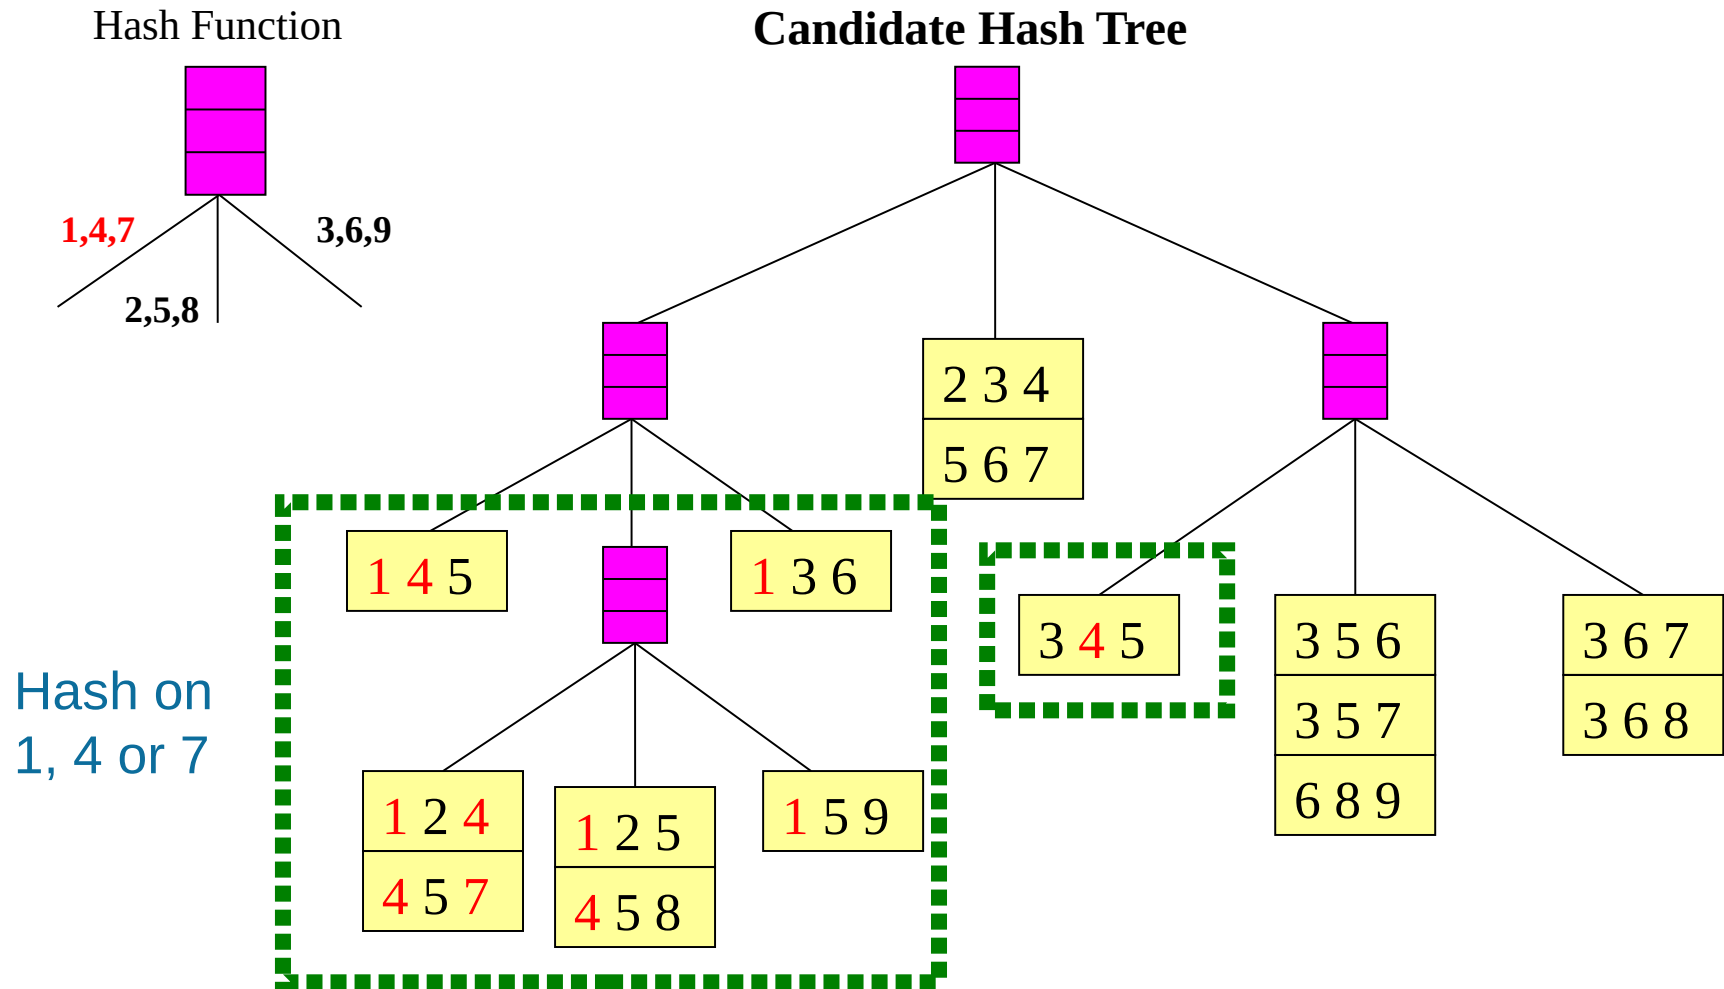 Hash Function
Candidate Hash Tree
1,4,7
3,6,9
2,5,8
2 3 4
5 6 7
1 4 5
1 3 6
3 4 5
3 5 6
3 6 7
3 5 7
3 6 8
6 8 9
Hash on
1, 4 or 7
1 2 4
1 2 5
1 5 9
4 5 7
4 5 8